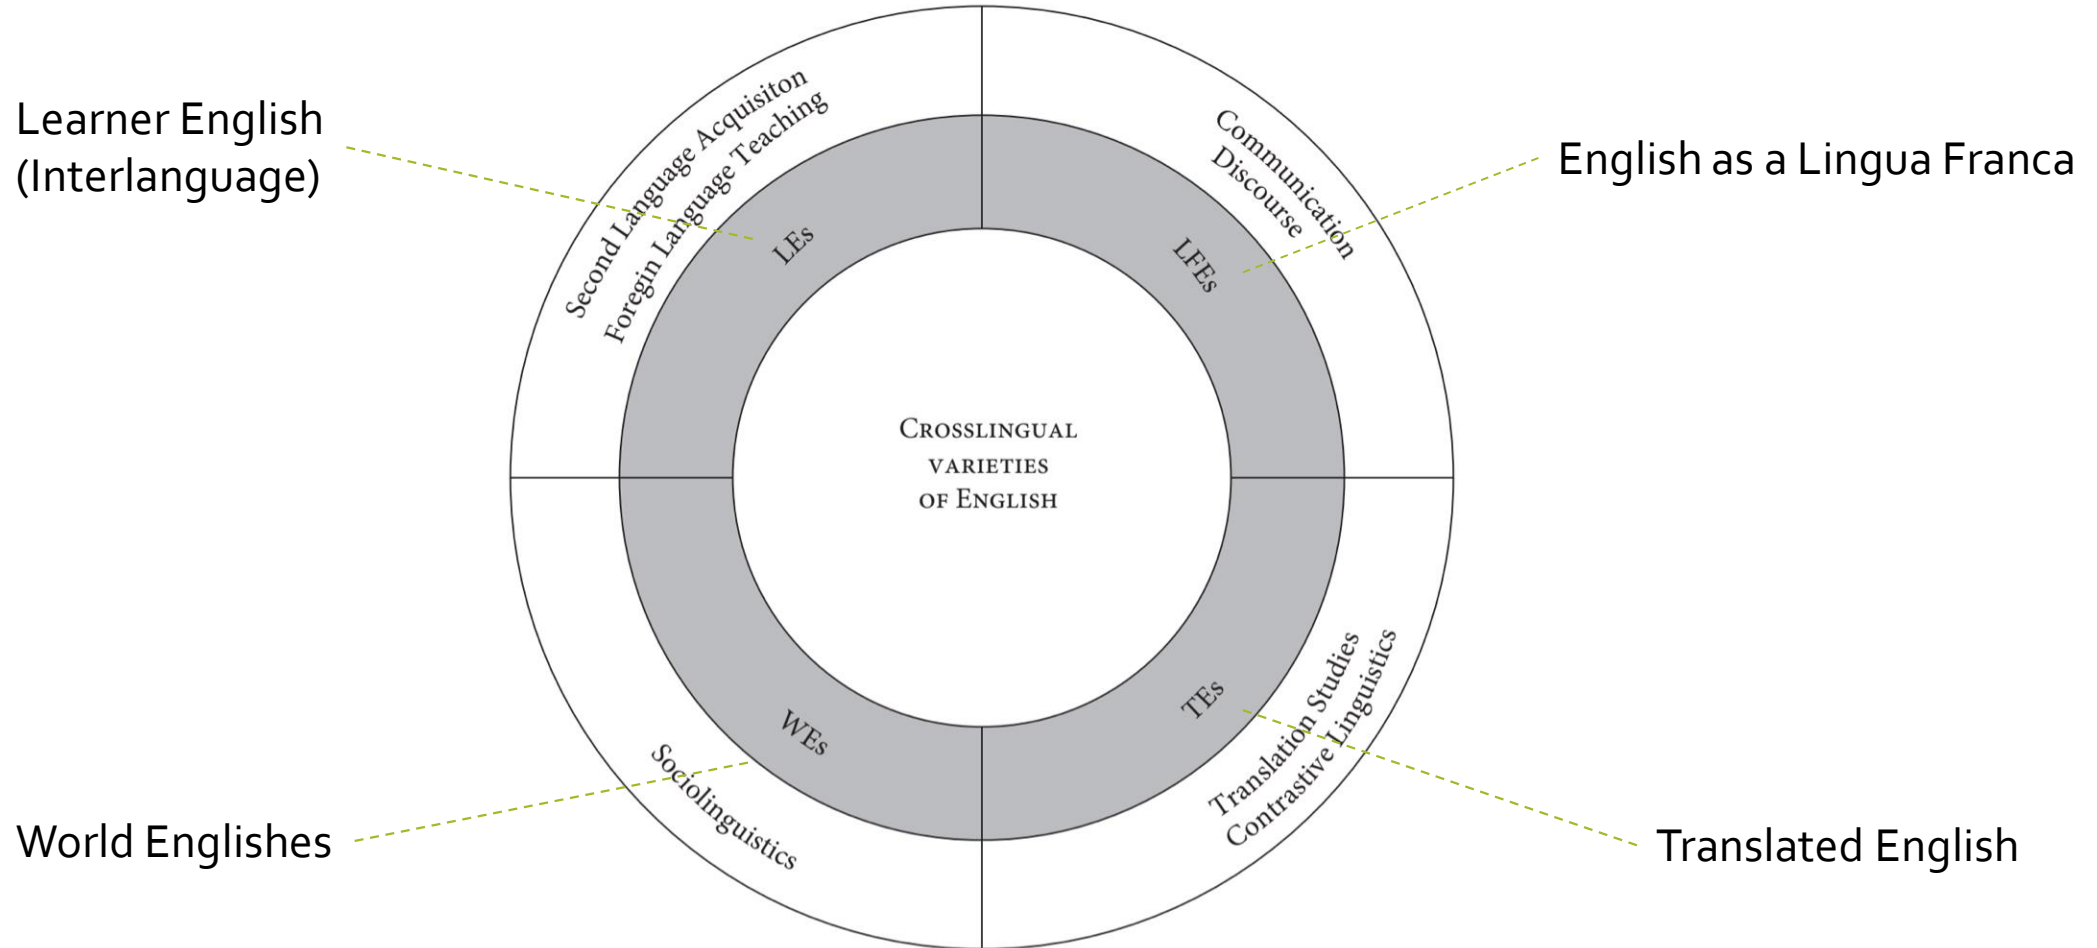 Learner English
(Interlanguage)
Second Language Acquisiton
Foregin Language Teaching
LEs
Communication
Discourse
LFEs
English as a Lingua Franca
CROSSLINGUAL
VARIETIES
OF ENGLISH
World Englishes
Sociolinguistics
WEs
TEs
Translation Studies
Contrastive Linguistics
Translated English